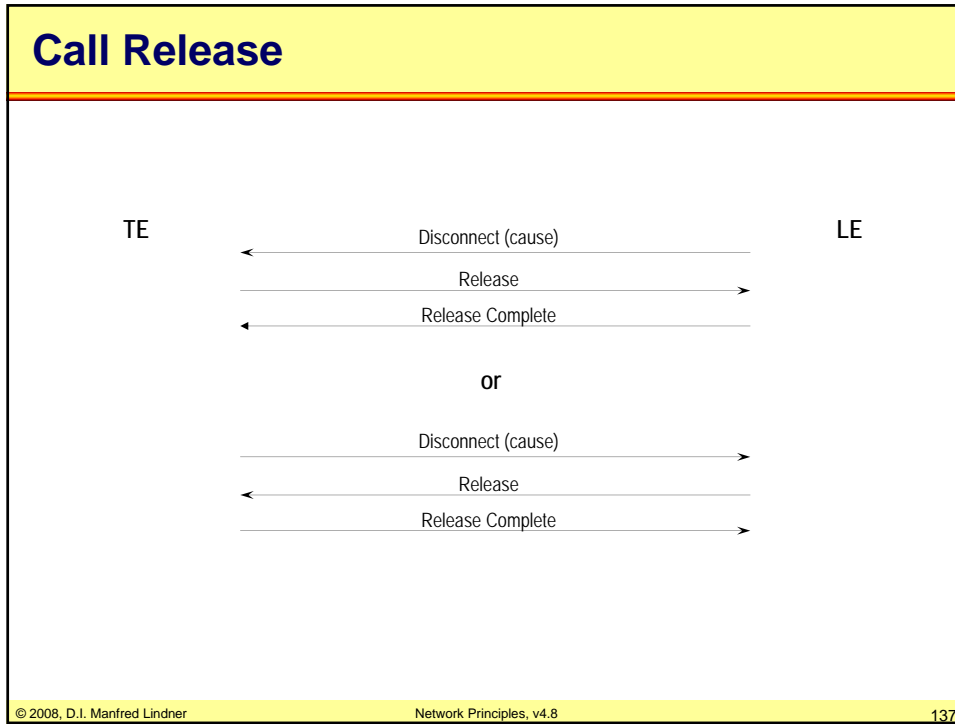 Call Release
TE
LE
Disconnect (cause)
Release
Release Complete
or
Disconnect (cause)
Release
Release Complete
© 2008, D.I. Manfred Lindner
Network Principles, v4.8
137